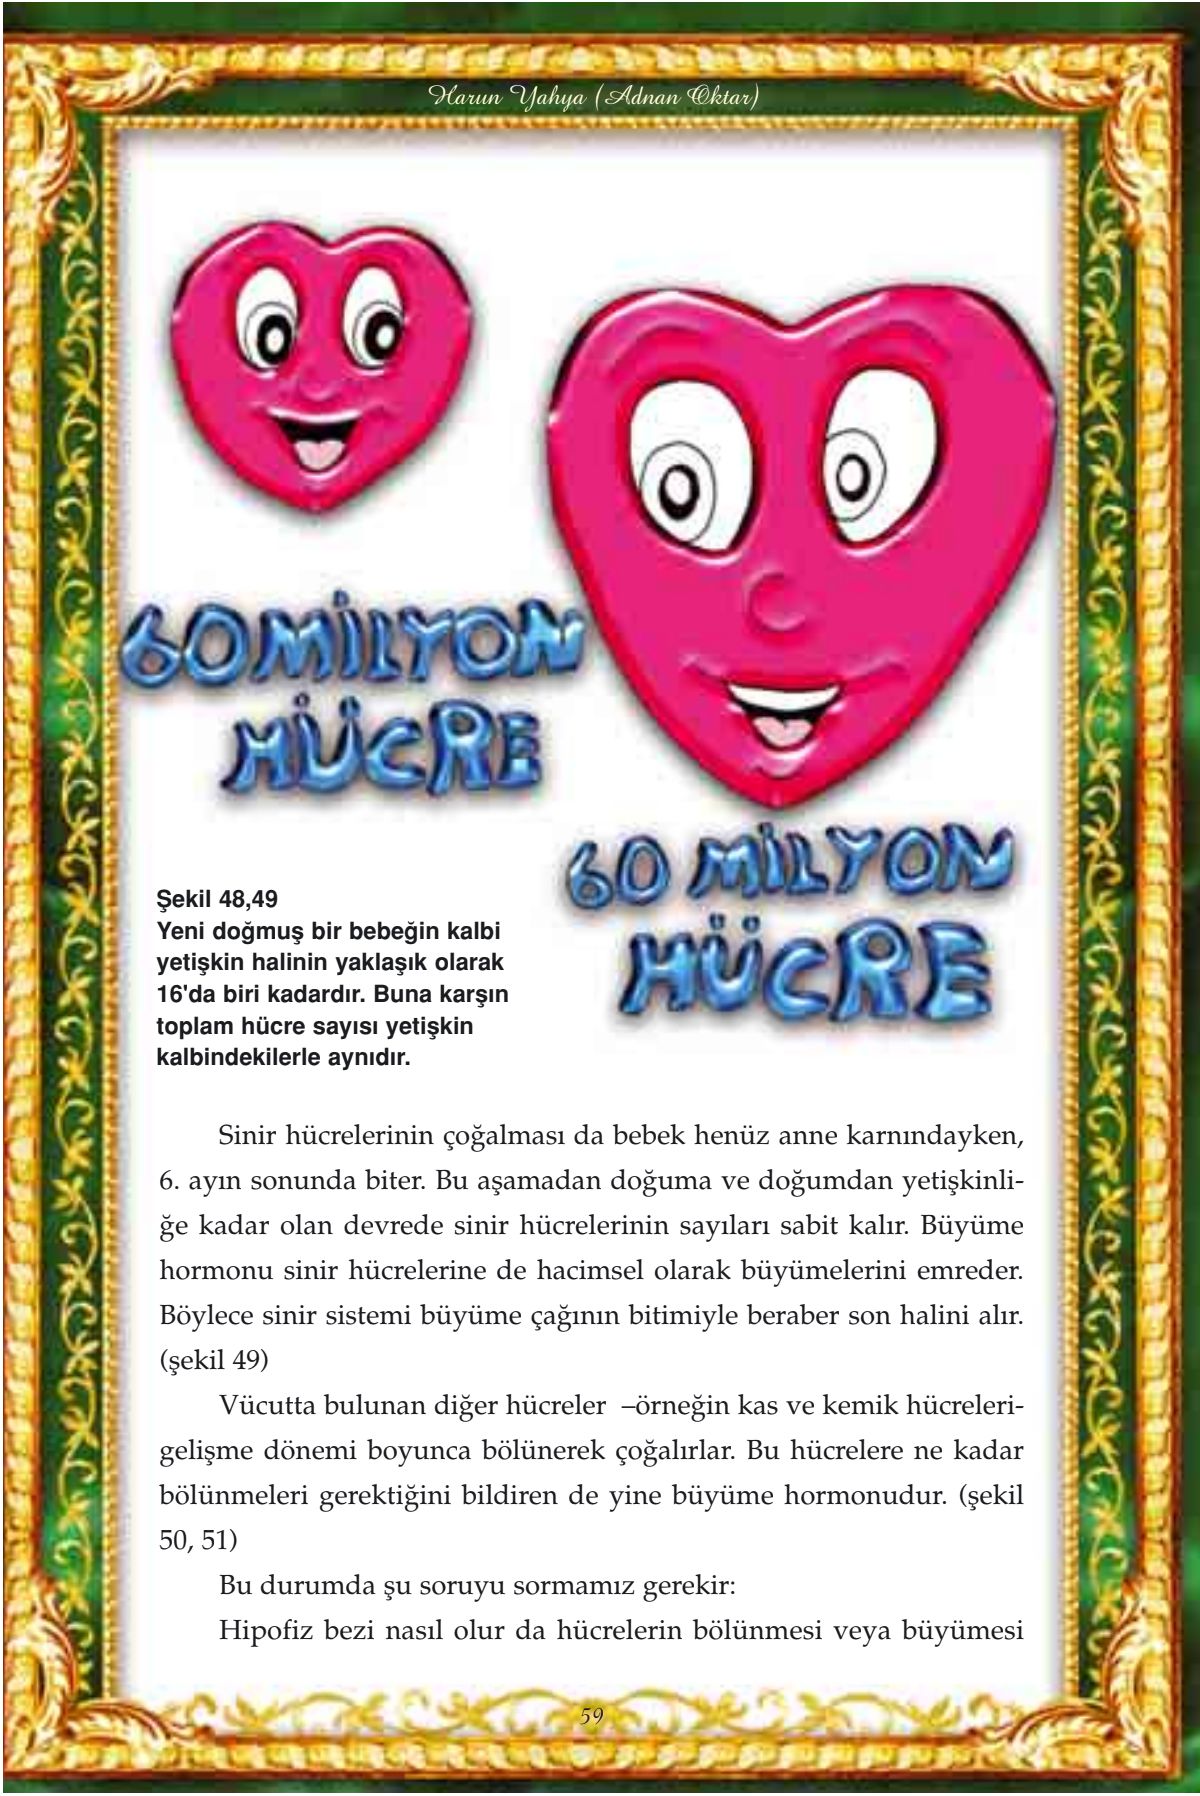 Harun Yahya (Adnan Oktar)
60 MİLYON
HÜCRE
60 MİLYON
HÜCRE
Şekil 48,49
Yeni doğmuş bir bebeğin kalbi
yetişkin halinin yaklaşık olarak
16'da biri kadardır. Buna karşın
toplam hücre sayısı yetişkin
kalbindekilerle aynıdır.
Sinir hücrelerinin çoğalması da bebek henüz anne karnındayken,
6. ayın sonunda biter. Bu aşamadan doğuma ve doğumdan yetişkinli-
ğe kadar olan devrede sinir hücrelerinin sayıları sabit kalır. Büyüme
hormonu sinir hücrelerine de hacimsel olarak büyümelerini emreder.
Böylece sinir sistemi büyüme çağının bitimiyle beraber son halini alır.
(şekil 49)
Vücutta bulunan diğer hücreler –örneğin kas ve kemik hücreleri-
gelişme dönemi boyunca bölünerek çoğalırlar. Bu hücrelere ne kadar
bölünmeleri gerektiğini bildiren de yine büyüme hormonudur. (şekil
50, 51)
Bu durumda şu soruyu sormamız gerekir:
Hipofiz bezi nasıl olur da hücrelerin bölünmesi veya büyümesi
59